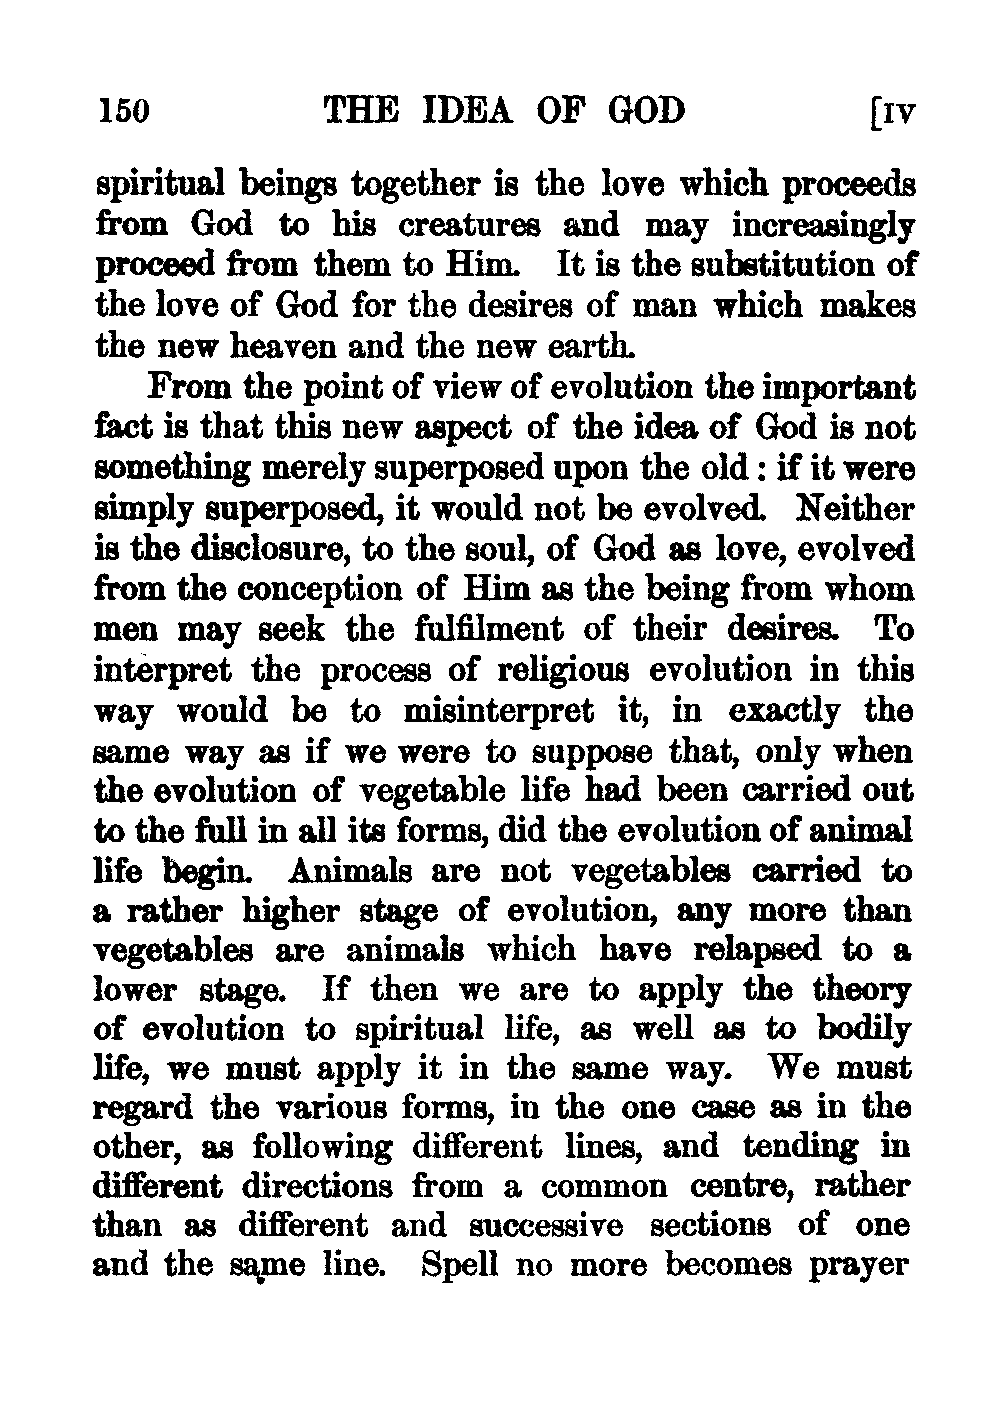 150 THE IDEA OF GOD [IV
spiritual beings together is the love which proceeds
from God to his creatures and may increasingly
proceed from them to Him. It is the substitution of
the love of God for the desires of man which makes
the new heaven and the new earth.
From the point of view of evolution the important
fact is that this new aspect of the idea of God is not
something merely superposed upon the old : if it were
simply superposed, it would not be evolved. Neither
is the disclosure, to the soul, of God as love, evolved
from the conception of Him as the being from whom
men may seek the fulfilment of their desires. To
interpret the process of religious evolution in this
way would be to misinterpret it, in exactly the
same way as if we were to suppose that, only when
the evolution of vegetable life had been carried out
to the full in all its forms, did the evolution of animal
life begin. Animals are not vegetables carried to
a rather higher stage of evolution, any more than
vegetables are animals which have relapsed to a
lower stage. If then we are to apply the theory
of evolution to spiritual life, as well as to bodily
life, we must apply it in the same way. We must
regard the various forms, in the one case as in the
other, as following different lines, and tending in
different directions from a common centre, rather
than as different and successive sections of one
and the same line. Spell no more becomes prayer